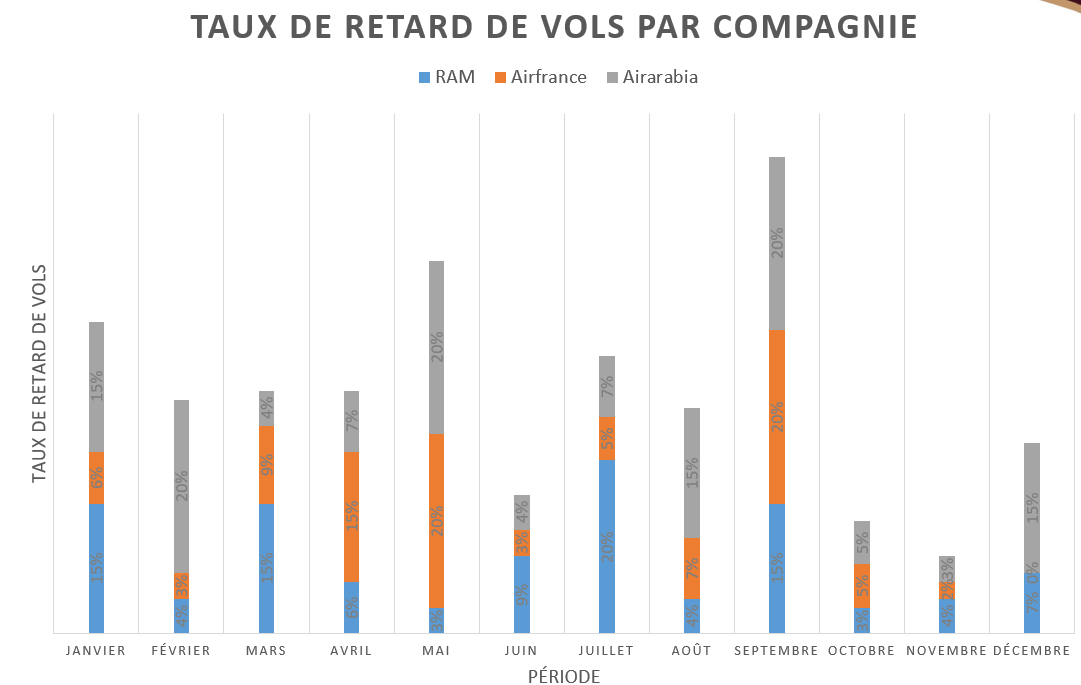 TAUX DE RETARD DE VOLS PAR COMPAGNIE
RAM Airfrance Airarabia
TAUX DE RETARD DE VOLS
15% 4% 15% 6% 3% 9% 20% 4% 15% 3% 4% 7%
6% 3% 9% 15% 20% 3% 5% 7% 20% 5% 2% 0%
15% 20% 4% 7% 20% 4% 7% 15% 20% 5% 3% 15%
JANVIER FÉVRIER MARS AVRIL MAI JUIN JUILLET AOÛT SEPTEMBRE OCTOBRE NOVEMBRE DÉCEMBRE
PÉRIODE